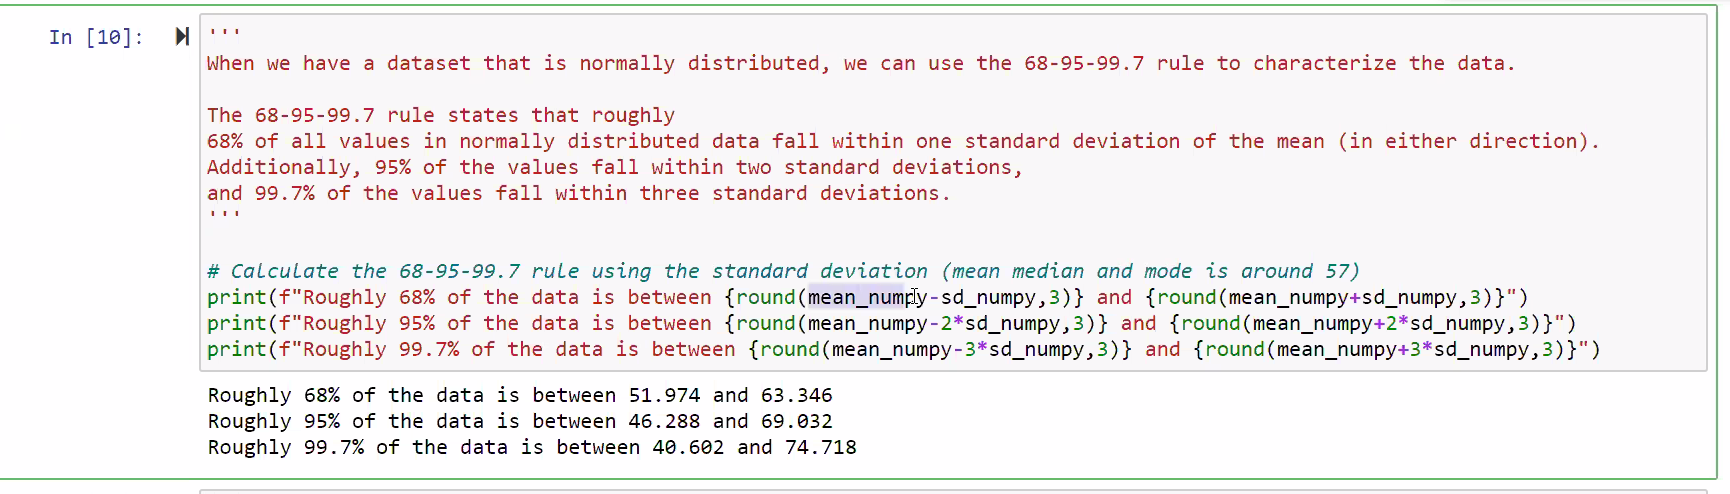 In [10]:
'''
When we have a dataset that is normally distributed, we can use the 68-95-99.7 rule to characterize the data.
The 68-95-99.7 rule states that roughly
68% of all values in normally distributed data fall within one standard deviation of the mean (in either direction).
Additionally, 95% of the values fall within two standard deviations,
and 99.7% of the values fall within three standard deviations.
'''
# Calculate the 68-95-99.7 rule using the standard deviation (mean median and mode is around 57)
print(f"Roughly 68% of the data is between {round(mean_numpy-sd_numpy,3)} and {round(mean_numpy+sd_numpy,3)}")
print(f"Roughly 95% of the data is between {round(mean_numpy-2*sd_numpy,3)} and {round(mean_numpy+2*sd_numpy,3)}")
print(f"Roughly 99.7% of the data is between {round(mean_numpy-3*sd_numpy,3)} and {round(mean_numpy+3*sd_numpy,3)}")
Roughly 68% of the data is between 51.974 and 63.346
Roughly 95% of the data is between 46.288 and 69.032
Roughly 99.7% of the data is between 40.602 and 74.718